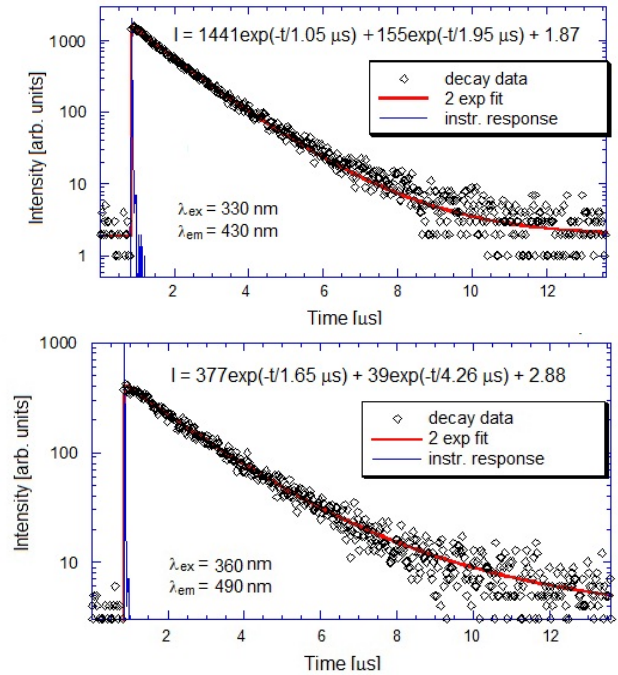 I = 1441exp(-t/1.05 μs) +155exp(-t/1.95 μs) + 1.87
1000
100
10
1
Intensity [arb. units]
decay data
2 exp fit
instr. response
λex = 330 nm
λem = 430 nm
2 4 6 8 10 12
Time [μs]
I = 377exp(-t/1.65 μs) + 39exp(-t/4.26 μs) + 2.88
1000
100
10
Intensity [arb. units]
decay data
2 exp fit
instr. response
λex = 360 nm
λem = 490 nm
2 4 6 8 10 12
Time [μs]